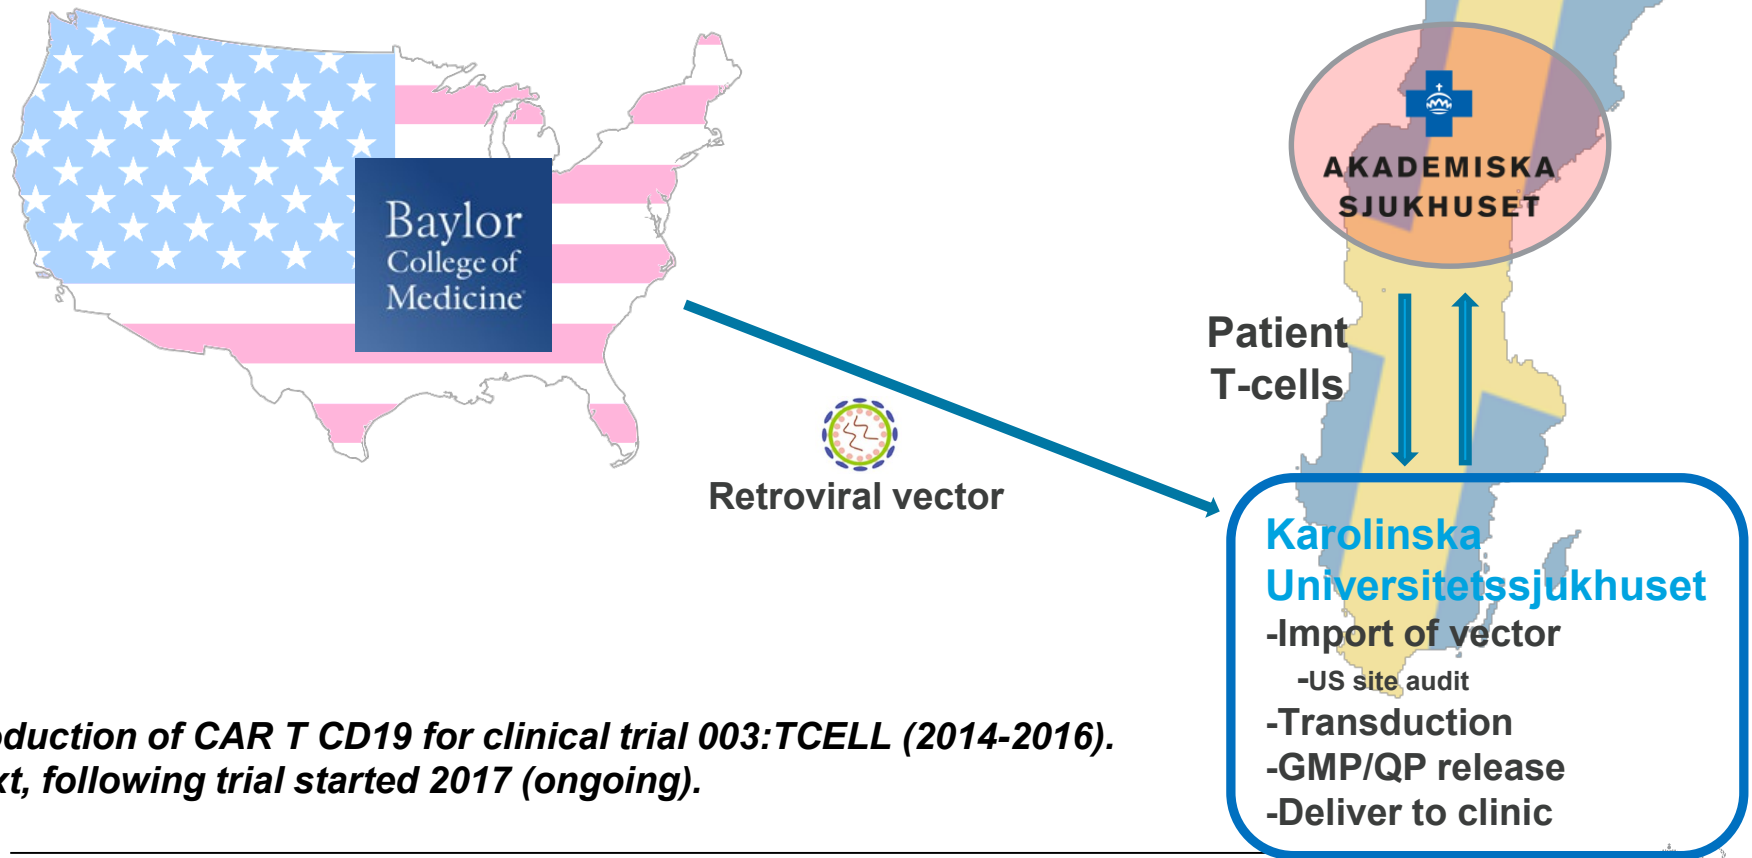 Baylor
College of
Medicine
AKADEMISKA
SJUKHUSET
Patient
T-cells
Retroviral vector
Karolinska
Universitetssjukhuset
-Import of vector
-US site audit
-Transduction
-GMP/QP release
-Deliver to clinic
oduction of CAR T CD19 for clinical trial 003:TCELL (2014-2016).
xt, following trial started 2017 (ongoing).